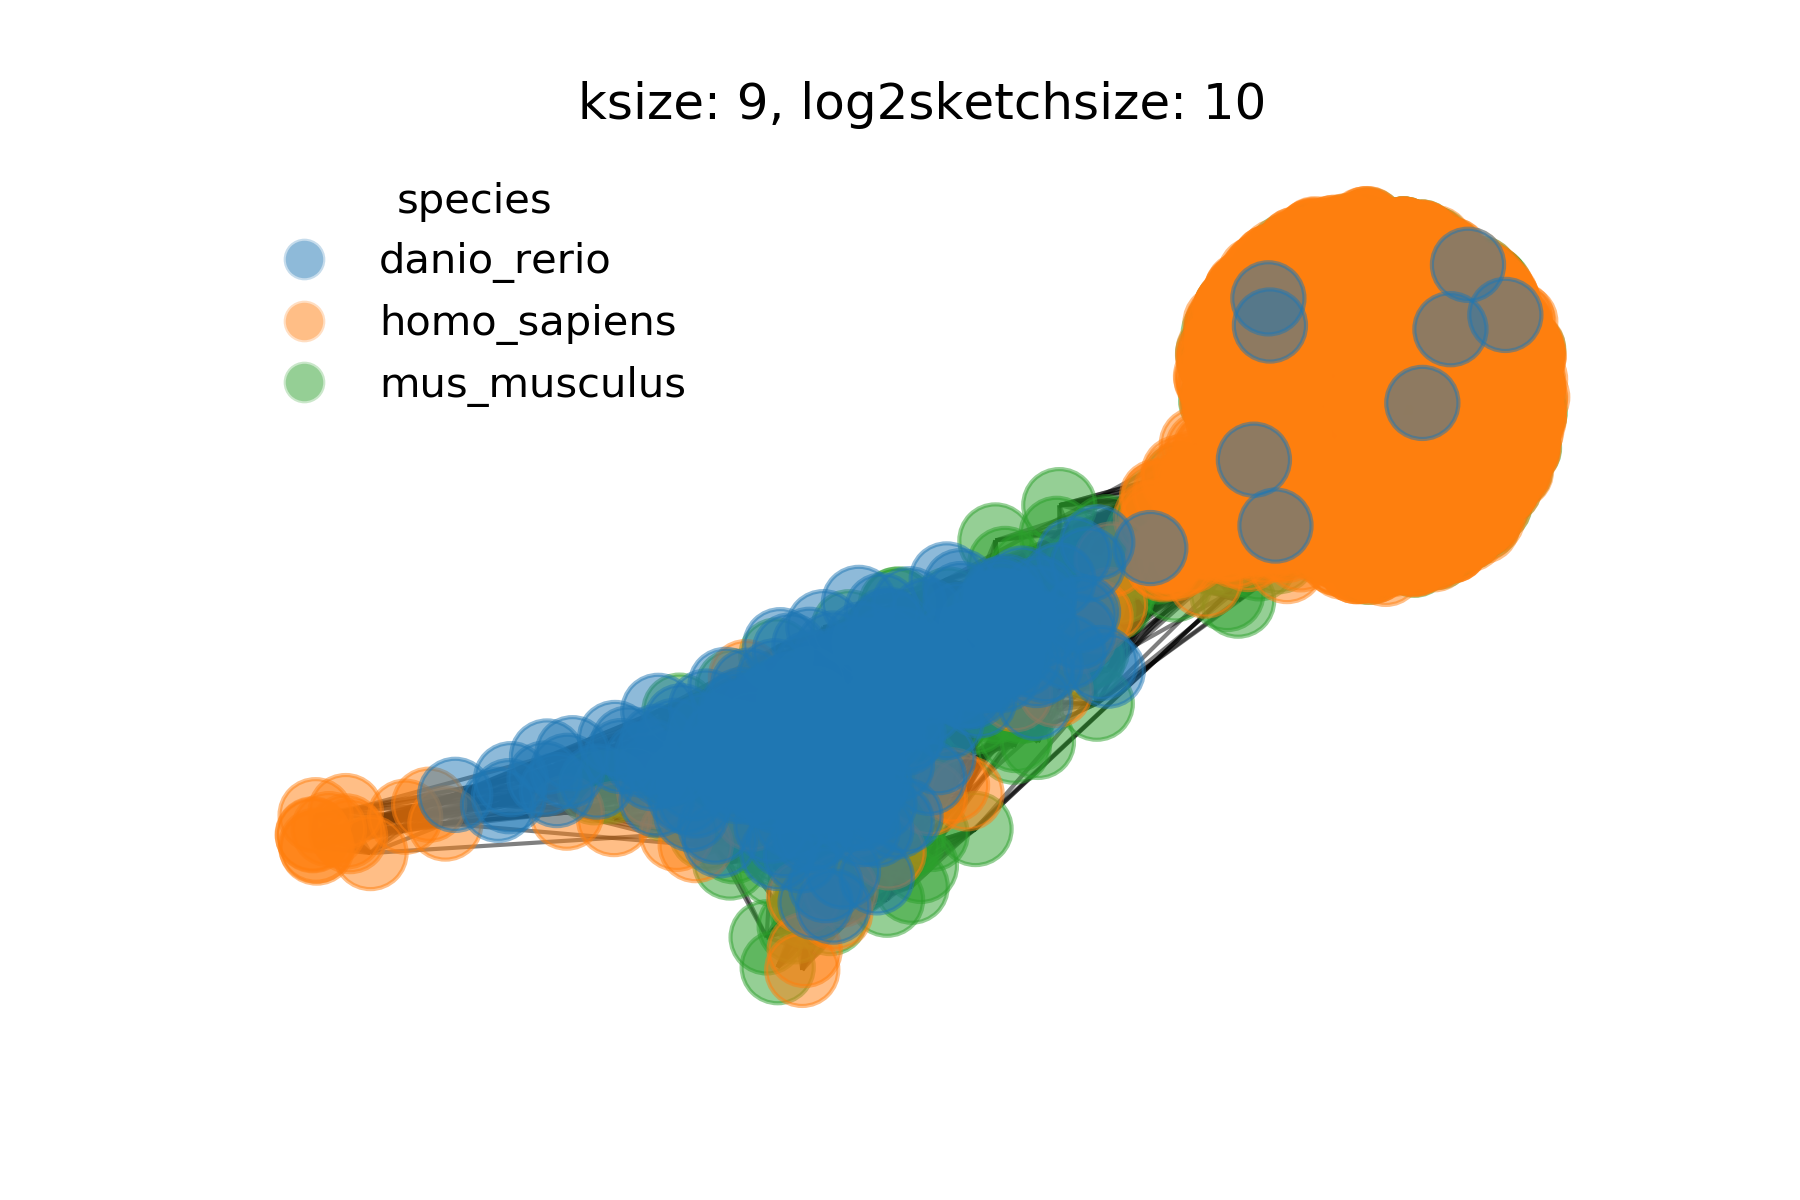 ksize: 9, log2sketchsize: 10
species
danio_rerio
homo_sapiens
mus_musculus